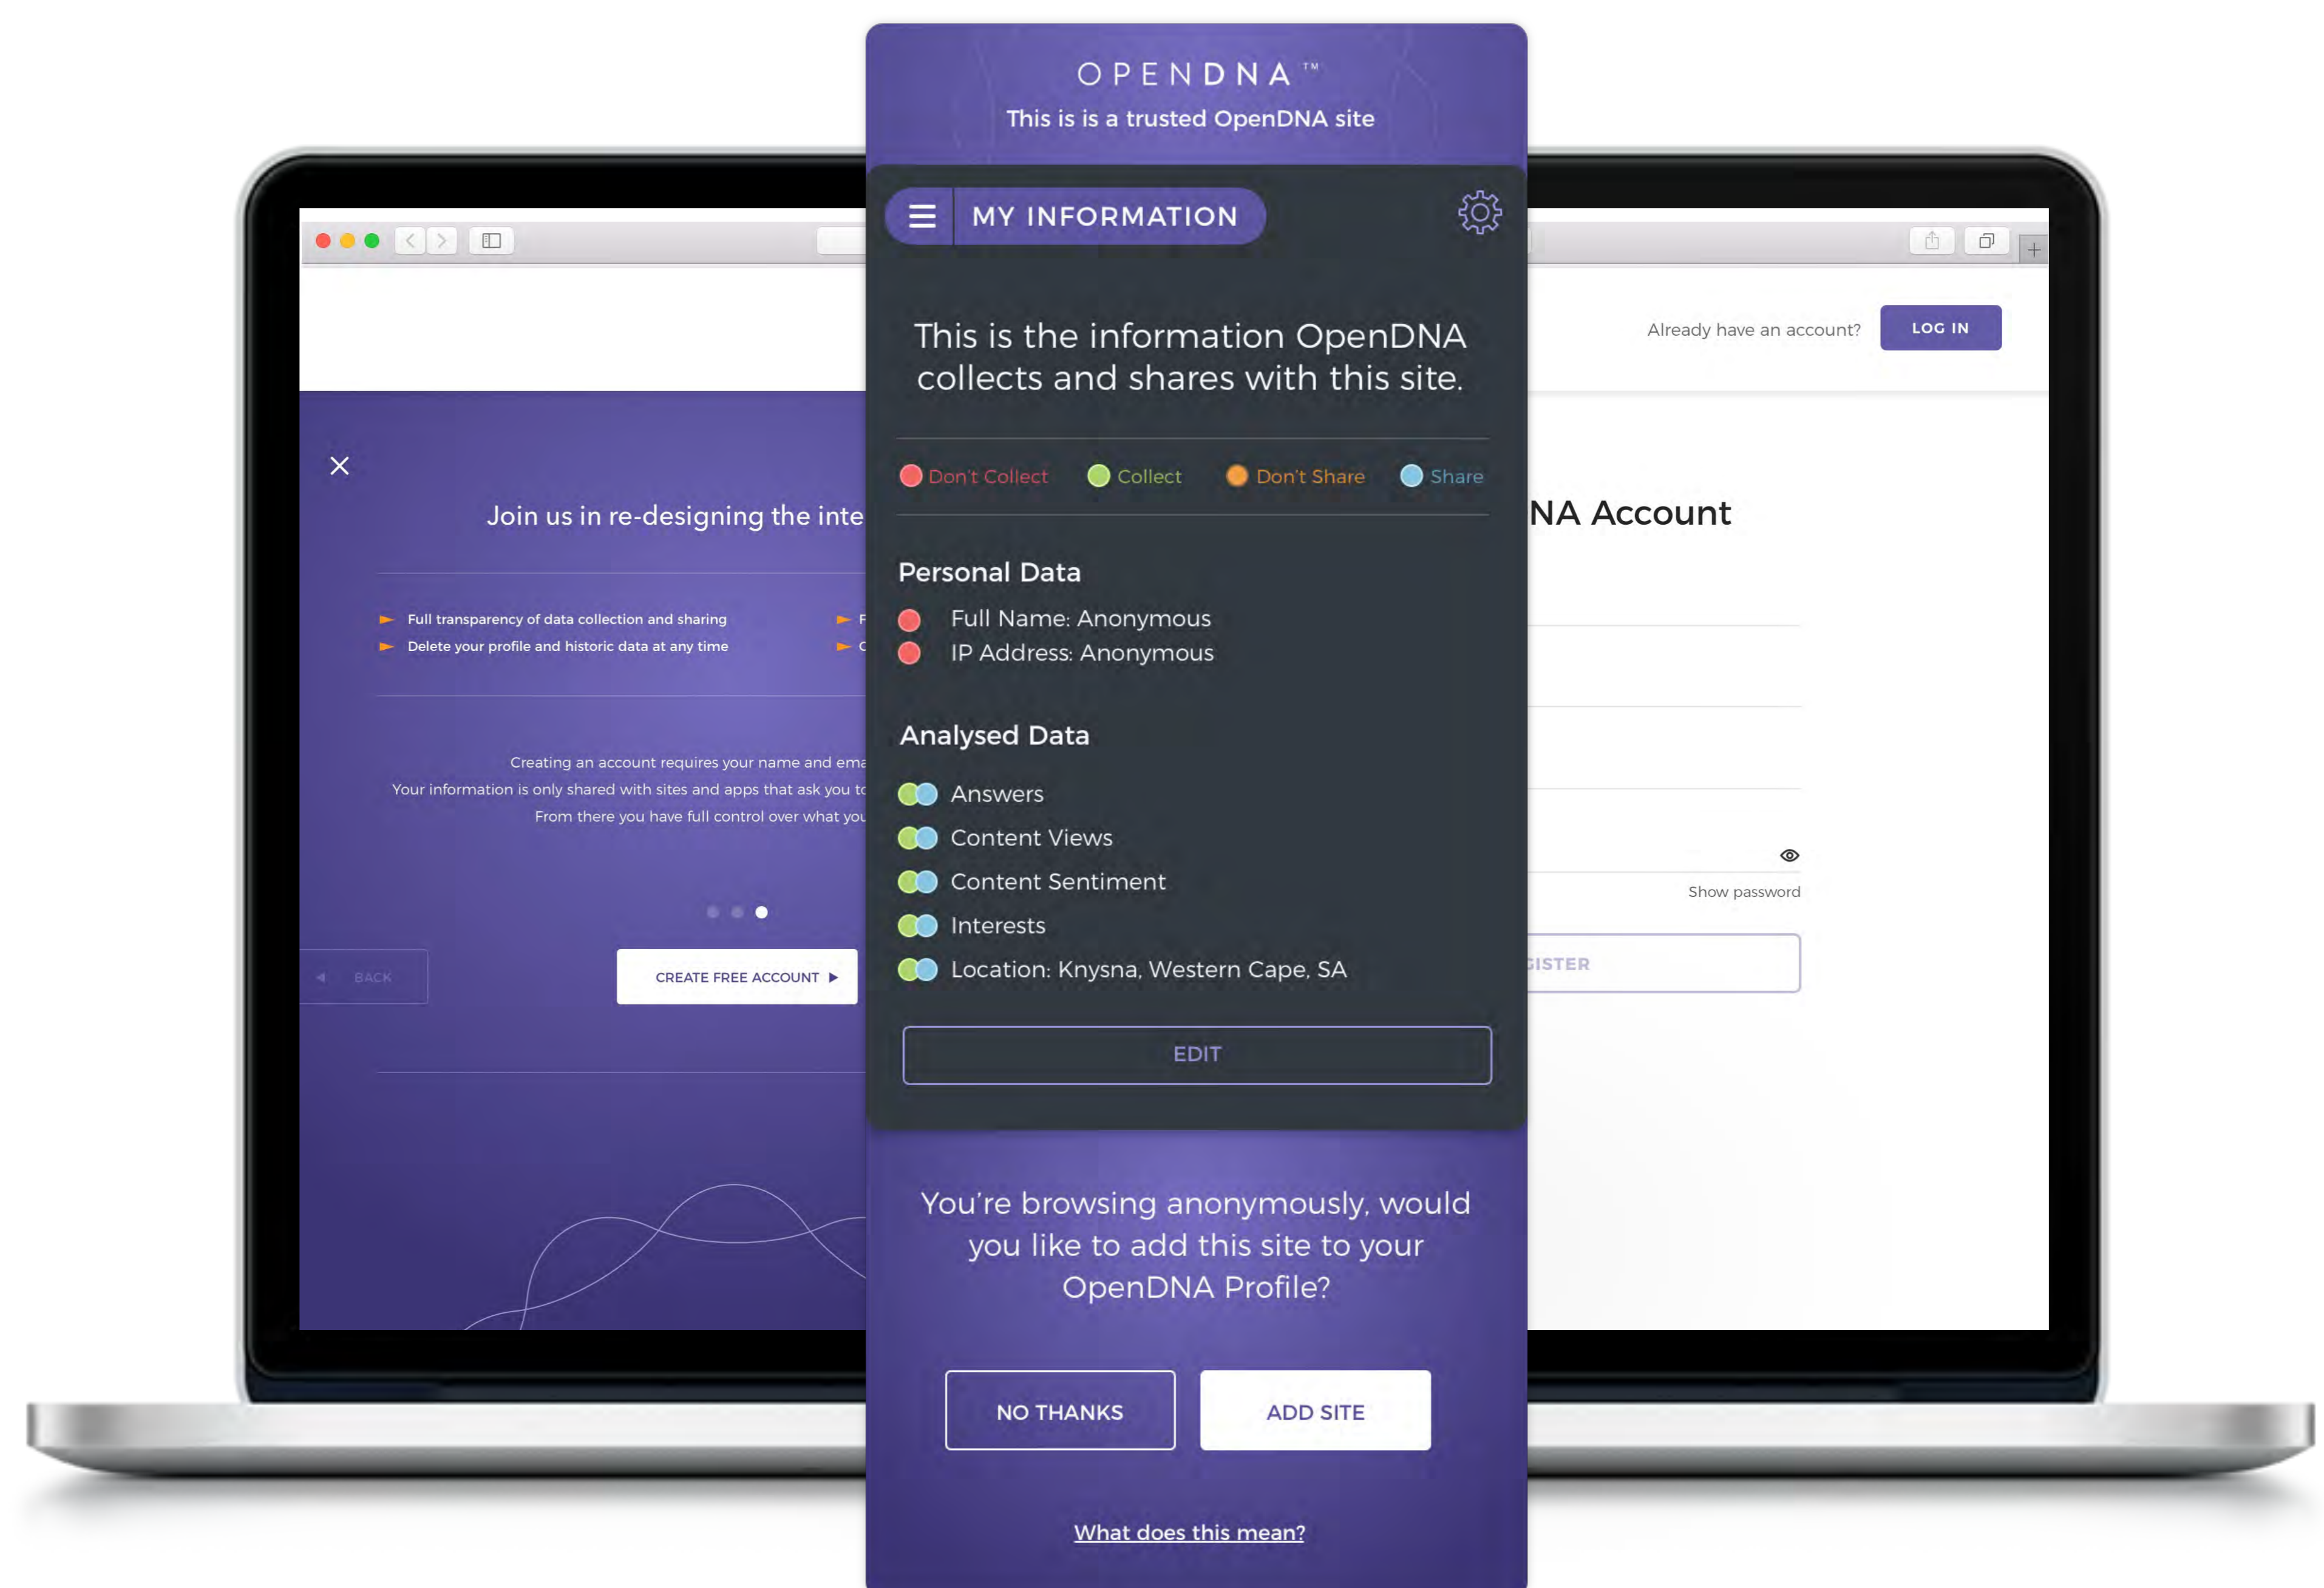 OPENDNA™
This is is a trusted OpenDNA site
MY INFORMATION
This is the information OpenDNA
collects and shares with this site.
Don't Collect
Collect
Don't Share
Share
Personal Data
Full Name: Anonymous
IP Address: Anonymous
Analysed Data
Answers
Content Views
Content Sentiment
Interests
Location: Knysna, Western Cape, SA
EDIT
You're browsing anonymously, would
you like to add this site to your
OpenDNA Profile?
NO THANKS
ADD SITE
What does this mean?
Join us in re-designing the inte
Full transparency of data collection and sharing
Delete your profile and historic data at any time
Creating an account requires your name and ema
Your information is only shared with sites and apps that ask you to
From there you have full control over what you
BACK
CREATE FREE ACCOUNT
Already have an account?
LOG IN
NA Account
Show password
GISTER